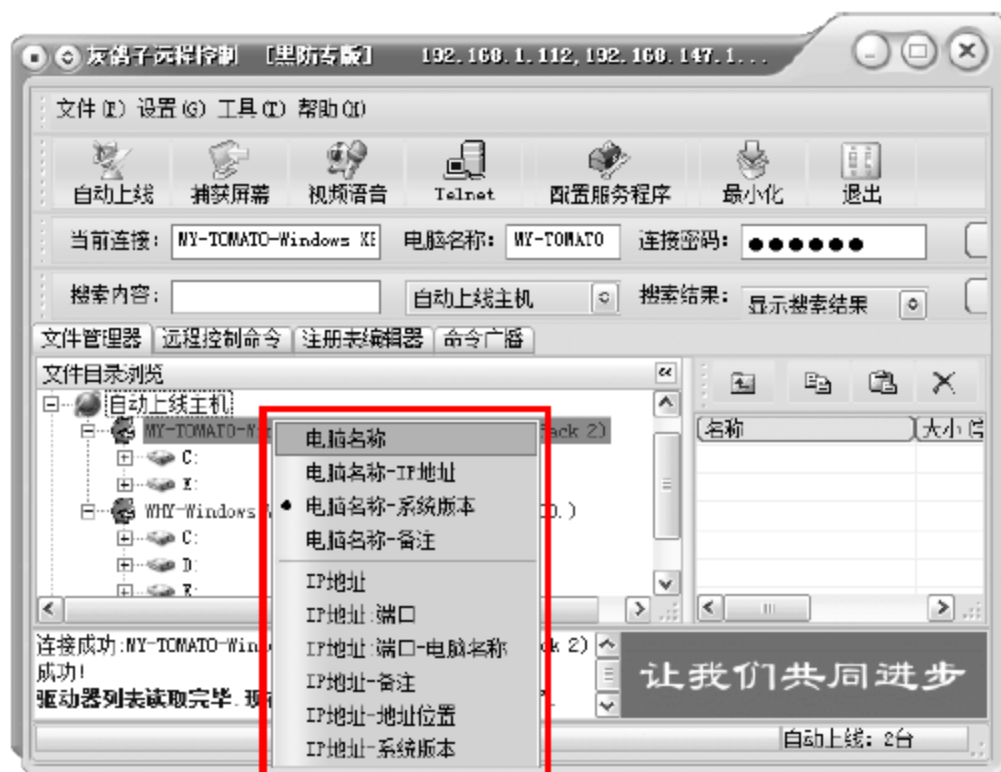 灰鸽子远程控制 [黑防专版] 192.168.1.112,192.168.147.1...
文件(F) 设置(G) 工具(T) 帮助(H)
自动上线 捕获屏幕 视频语音 Telnet 配置服务程序 最小化 退出
当前连接: MY-TOMATO-Windows XE 电脑名称: MY-TOMATO 连接密码: ●●●●●●
搜索内容: 自动上线主机 搜索结果: 显示搜索结果
文件管理器 远程控制命令 注册表编辑器 命令广播
文件目录浏览
自动上线主机
ack 2)
C:
WHY-Windows
C:
D:
E:
名称 大小
电脑名称
电脑名称-IP地址
电脑名称-系统版本
电脑名称-备注
IP地址
IP地址:端口
IP地址:端口-电脑名称
IP地址-备注
IP地址-地址位置
IP地址-系统版本
连接成功:MY-TOMATO-Win ck 2)
成功!
驱动器列表读取完毕.现
让我们共同进步
自动上线: 2台